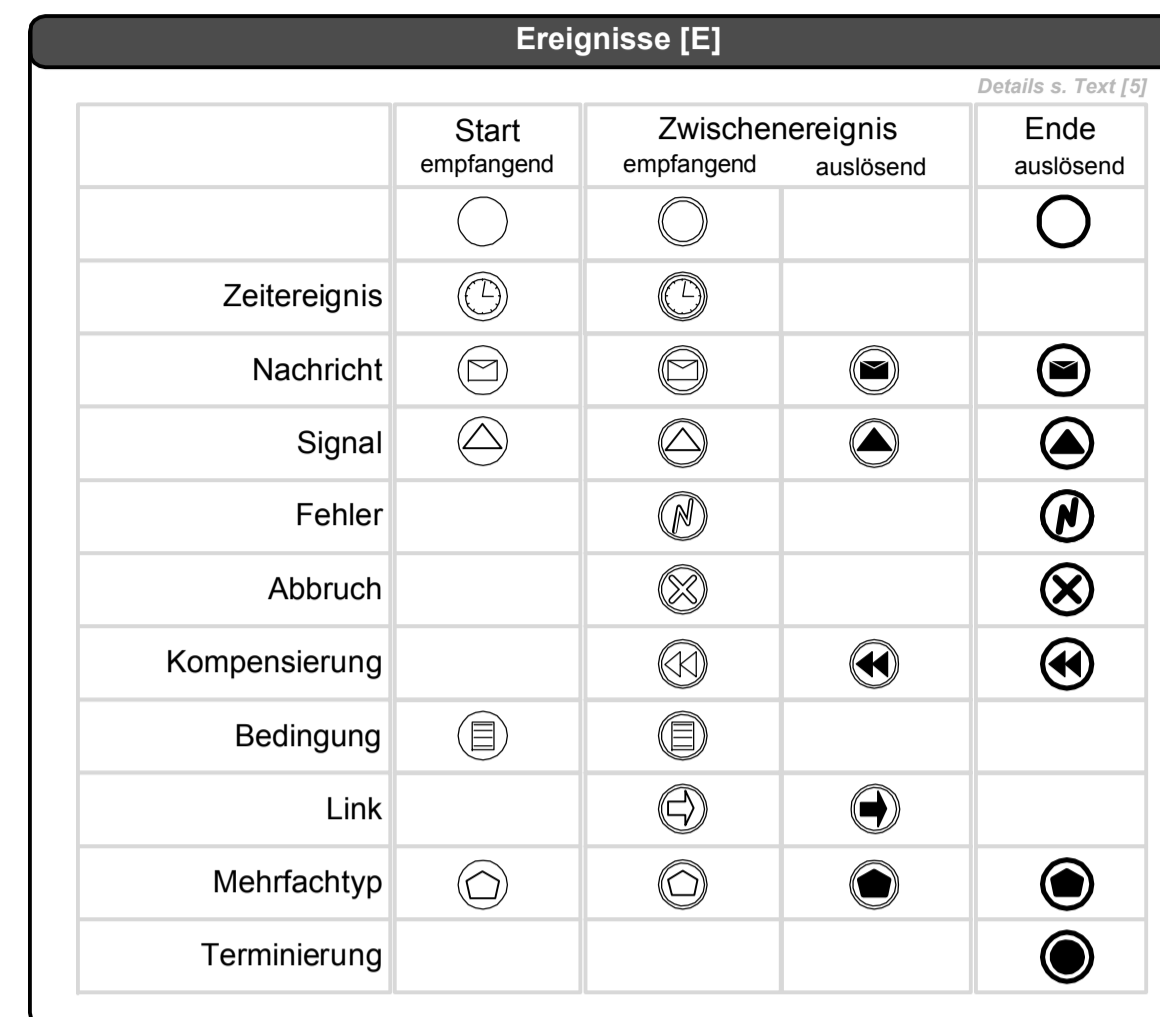 Ereignisse [E]
Details s. Text [5]
Start Zwischenereignis Ende
empfangend empfangend auslösend auslösend
Zeitereignis
Nachricht
Signal
Fehler
Abbruch
Kompensierung
Bedingung
Link
Mehrfachtyp
Terminierung